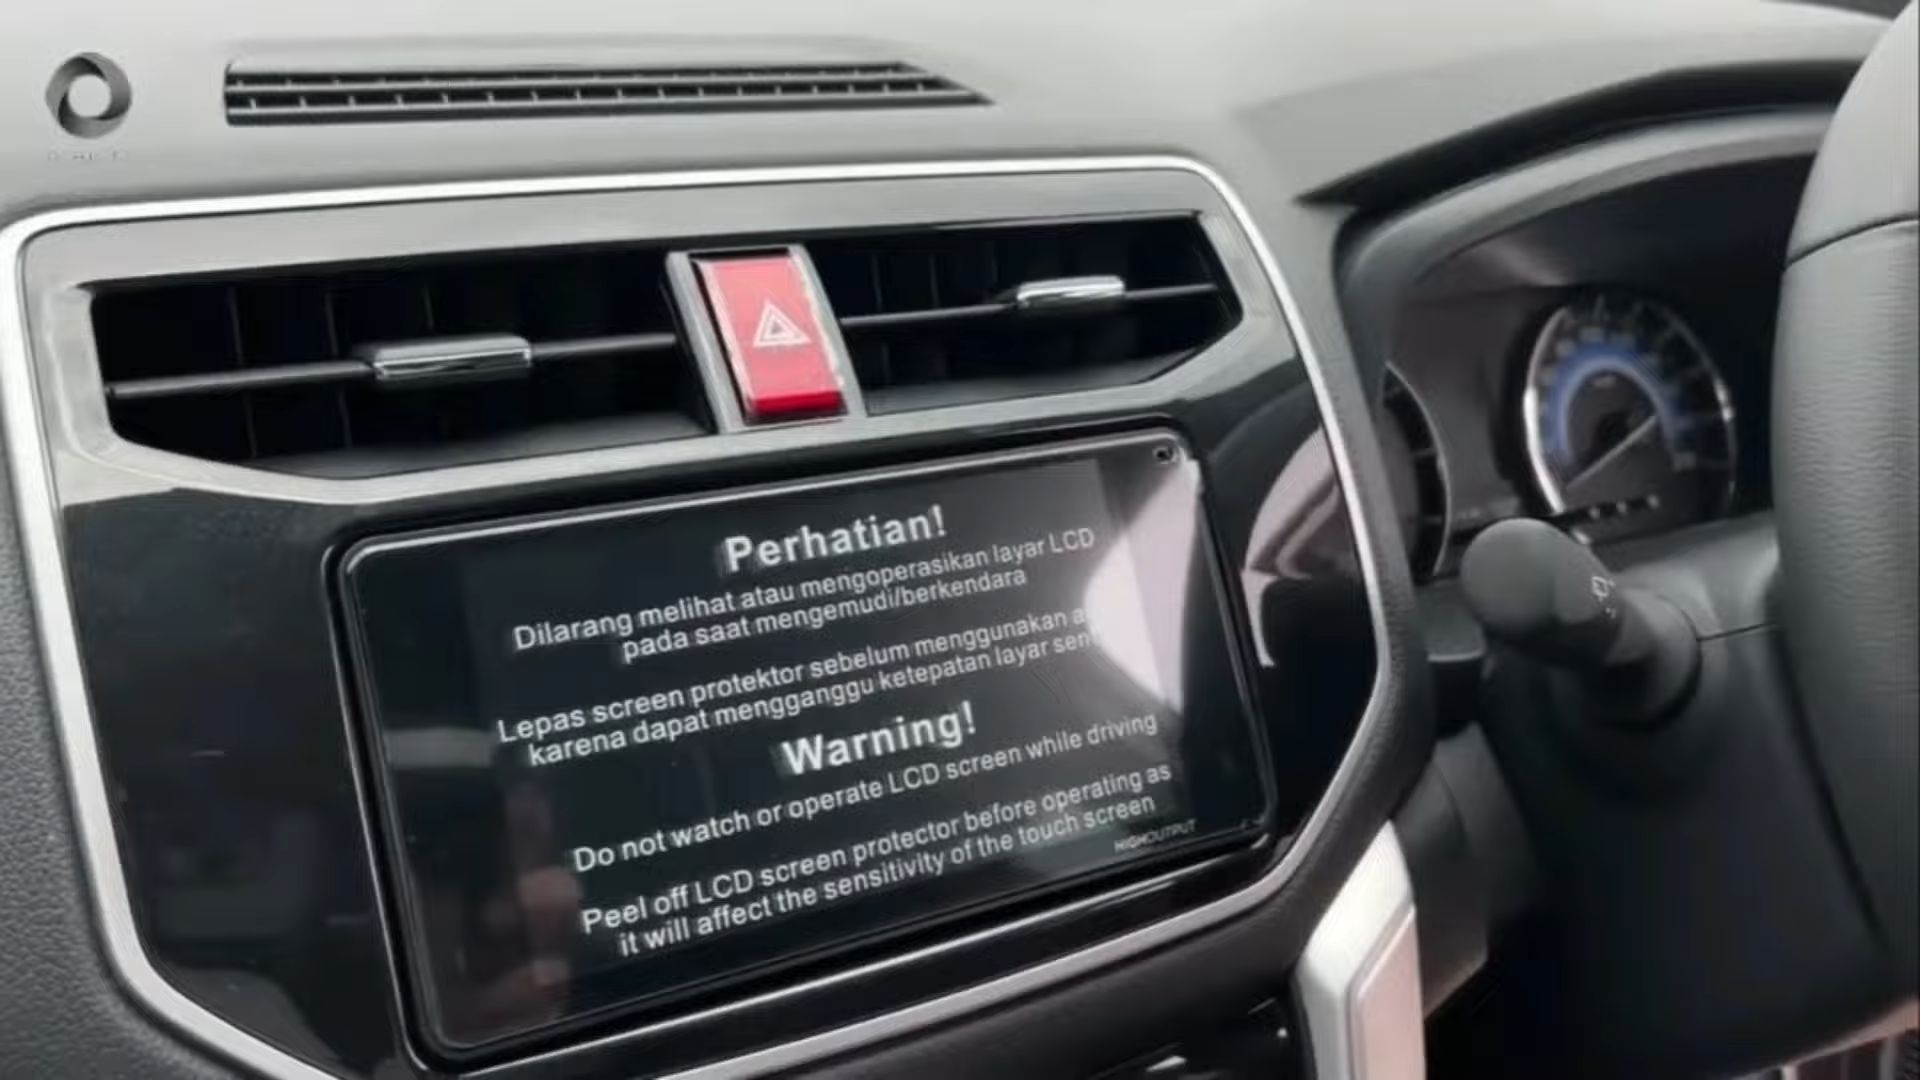 Perhatian!
Dilarang melihat atau mengoperasikan layar LCD
pada saat mengemudi/berkendara
Lepas screen protektor sebelum menggunakan
karena dapat mengganggu ketepatan layar
Warning!
Do not watch or operate LCD screen while driving
Peel off LCD screen protector before operating as
it will affect the sensitivity of the touch screen
HIGHOUTPUT